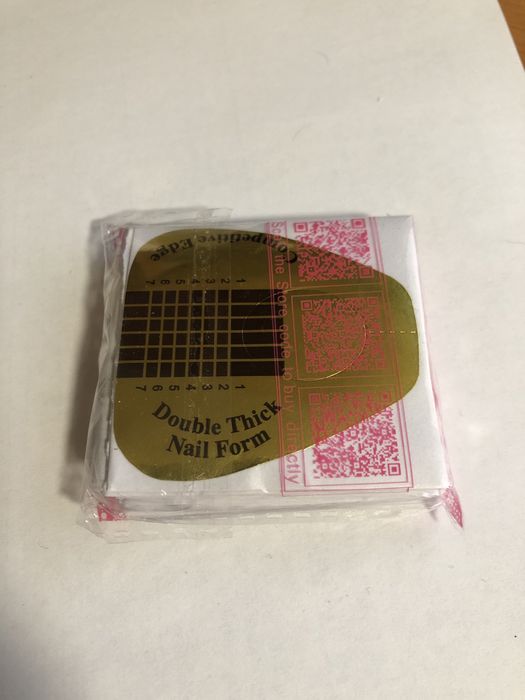 Competitive Edge
1 2 3 4 5 6 7
7 6 5 4 3 2 1
Double Thick
Nail Form
the Store code to buy directly